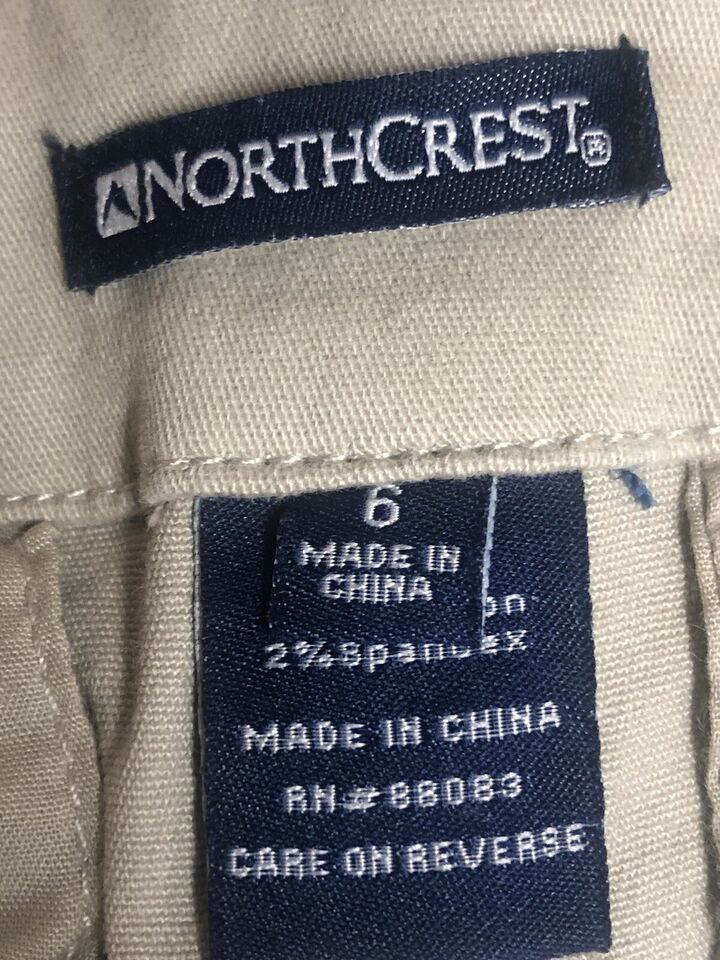 NORTHCREST®
6
MADE IN
CHINA
2% Spandex
MADE IN CHINA
RN#88083
CARE ON REVERSE